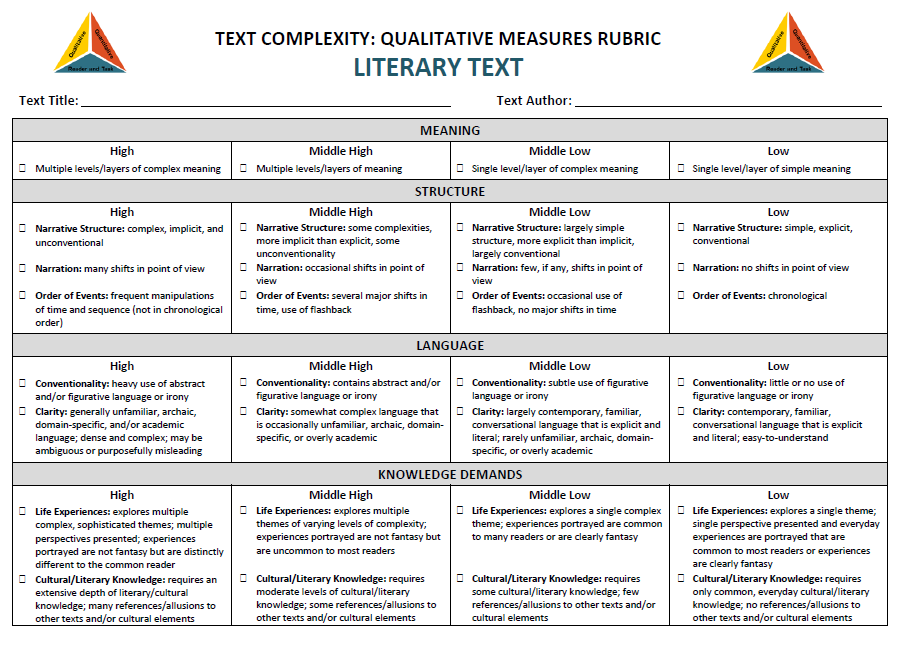 Qualitative
Quantitative
Reader and Task
TEXT COMPLEXITY: QUALITATIVE MEASURES RUBRIC
LITERARY TEXT
Qualitative
Quantitative
Reader and Task
Text Title:
Text Author:
MEANING
High
Multiple levels/layers of complex meaning
Middle High
Multiple levels/layers of meaning
Middle Low
Single level/layer of complex meaning
Low
Single level/layer of simple meaning
STRUCTURE
High
Narrative Structure: complex, implicit, and
unconventional
Narration: many shifts in point of view
Order of Events: frequent manipulations
of time and sequence (not in chronological
order)
Middle High
Narrative Structure: some complexities,
more implicit than explicit, some
unconventionality
Narration: occasional shifts in point of
view
Order of Events: several major shifts in
time, use of flashback
Middle Low
Narrative Structure: largely simple
structure, more explicit than implicit,
largely conventional
Narration: few, if any, shifts in point of
view
Order of Events: occasional use of
flashback, no major shifts in time
Low
Narrative Structure: simple, explicit,
conventional
Narration: no shifts in point of view
Order of Events: chronological
LANGUAGE
High
Conventionality: heavy use of abstract
and/or figurative language or irony
Clarity: generally unfamiliar, archaic,
domain-specific, and/or academic
language; dense and complex; may be
ambiguous or purposefully misleading
Middle High
Conventionality: contains abstract and/or
figurative language or irony
Clarity: somewhat complex language that
is occasionally unfamiliar, archaic, domain-
specific, or overly academic
Middle Low
Conventionality: subtle use of figurative
language or irony
Clarity: largely contemporary, familiar,
conversational language that is explicit and
literal; rarely unfamiliar, archaic, domain-
specific, or overly academic
Low
Conventionality: little or no use of
figurative language or irony
Clarity: contemporary, familiar,
conversational language that is explicit
and literal; easy-to-understand
KNOWLEDGE DEMANDS
High
Life Experiences: explores multiple
complex, sophisticated themes; multiple
perspectives presented; experiences
portrayed are not fantasy but are distinctly
different to the common reader
Cultural/Literary Knowledge: requires an
extensive depth of literary/cultural
knowledge; many references/allusions to
other texts and/or cultural elements
Middle High
Life Experiences: explores multiple
themes of varying levels of complexity;
experiences portrayed are not fantasy but
are uncommon to most readers
Cultural/Literary Knowledge: requires
moderate levels of cultural/literary
knowledge; some references/allusions to
other texts and/or cultural elements
Middle Low
Life Experiences: explores a single complex
theme; experiences portrayed are common
to many readers or are clearly fantasy
Cultural/Literary Knowledge: requires
some cultural/literary knowledge; few
references/allusions to other texts and/or
cultural elements
Low
Life Experiences: explores a single theme;
single perspective presented and everyday
experiences are portrayed that are
common to most readers or experiences
are clearly fantasy
Cultural/Literary Knowledge: requires
only common, everyday cultural/literary
knowledge; no references/allusions to
other texts and/or cultural elements